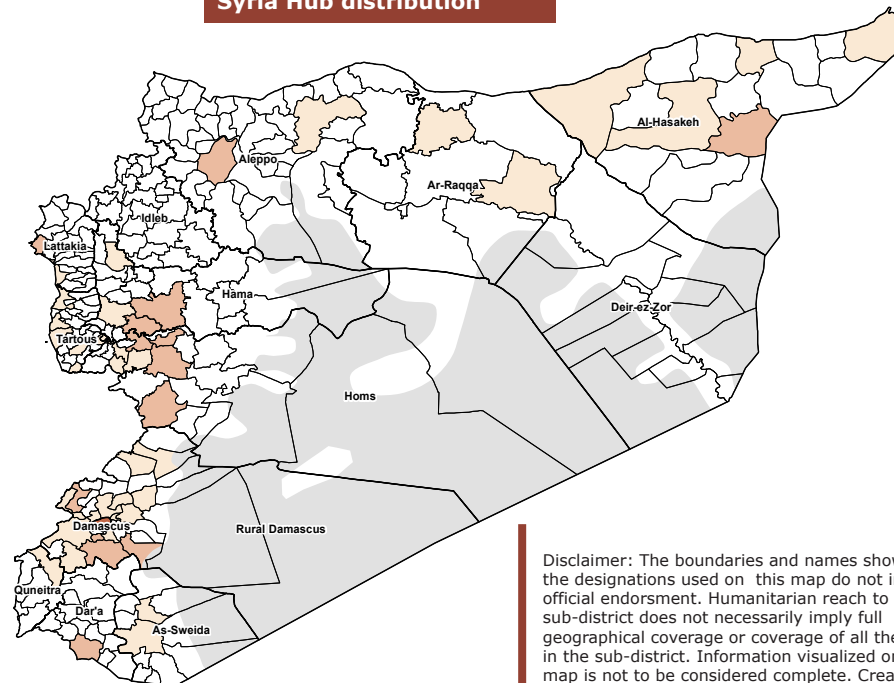 Syria Hub distribution
Al-Hasakeh
Aleppo
Ar-Raqqa
Idleb
Lattakia
Hama
Deir-ez-Zor
Tartous
Homs
Damascus
Rural Damascus
Quneitra
Dar'a
As-Sweida
Disclaimer: The boundaries and names show
the designations used on this map do not i
official endorsment. Humanitarian reach to
sub-district does not necessarily imply full
geographical coverage or coverage of all the
in the sub-district. Information visualized o
map is not to be considered complete. Crea